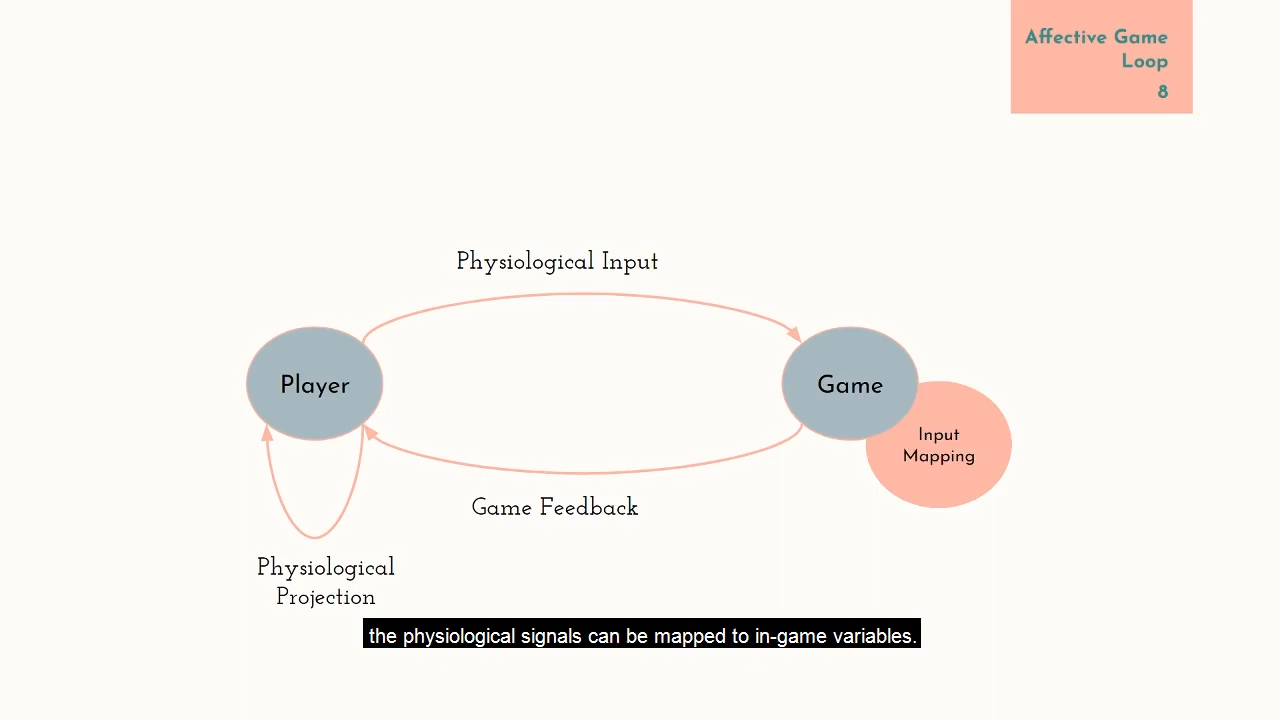 Affective Game
Loop
8
Physiological Input
Player
Game
Input
Mapping
Game Feedback
Physiological
Projection
the physiological signals can be mapped to in-game variables.